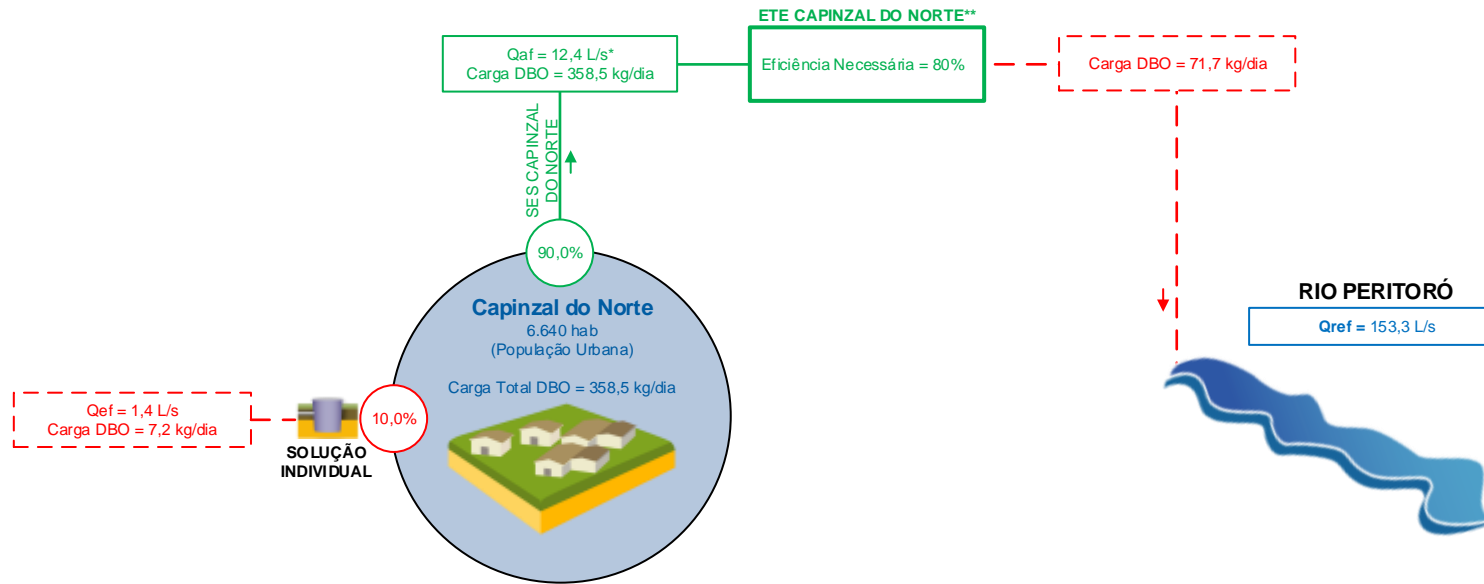 ETE CAPINZAL DO NORTE**
Qaf = 12,4 L/s*
Carga DBO = 358,5 kg/dia
Eficiência Necessária = 80%
Carga DBO = 71,7 kg/dia
SES CAPINZAL
DO NORTE
90,0%
Capinzal do Norte
6.640 hab
(População Urbana)
Carga Total DBO = 358,5 kg/dia
RIO PERITORÓ
Qref = 153,3 L/s
Qef = 1,4 L/s
Carga DBO = 7,2 kg/dia
10,0%
SOLUÇÃO
INDIVIDUAL